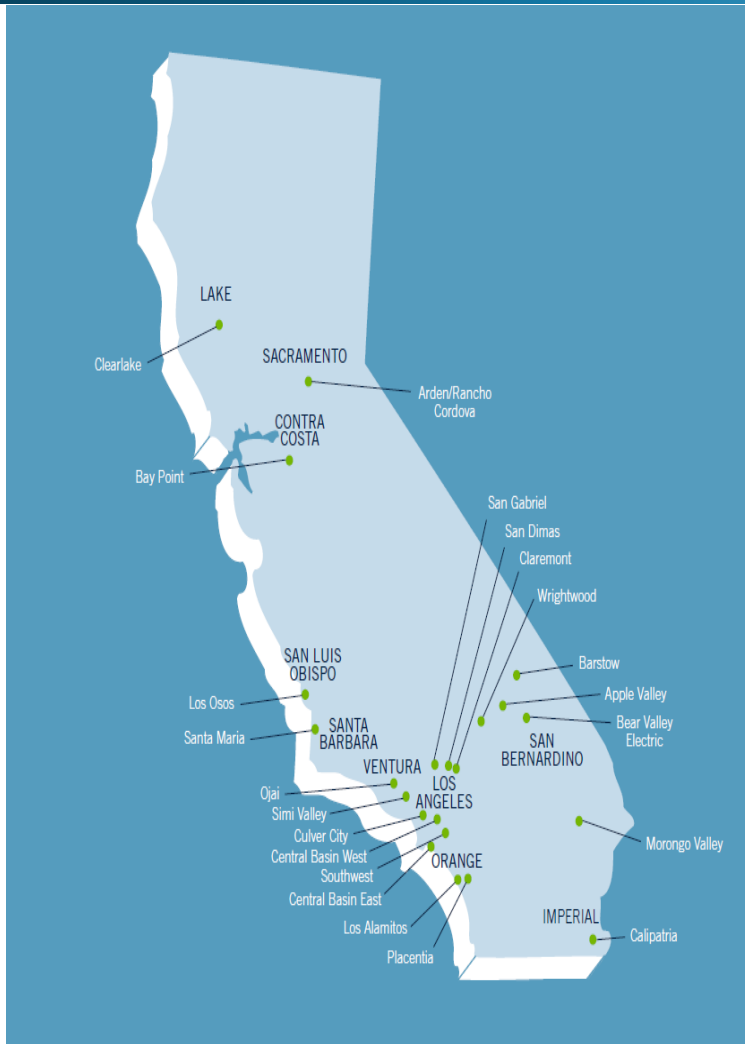 LAKE
Clearlake
SACRAMENTO
Arden/Rancho
Cordova
CONTRA
COSTA
Bay Point
San Gabriel
San Dimas
Claremont
Wrightwood
SAN LUIS
OBISPO
Barstow
Los Osos
Apple Valley
Santa Maria
SANTA
BARBARA
Bear Valley
Electric
SAN
BERNARDINO
VENTURA
LOS
ANGELES
Ojai
Simi Valley
Culver City
Central Basin West
Southwest
Central Basin East
ORANGE
Morongo Valley
Los Alamitos
Placentia
IMPERIAL
Calipatria